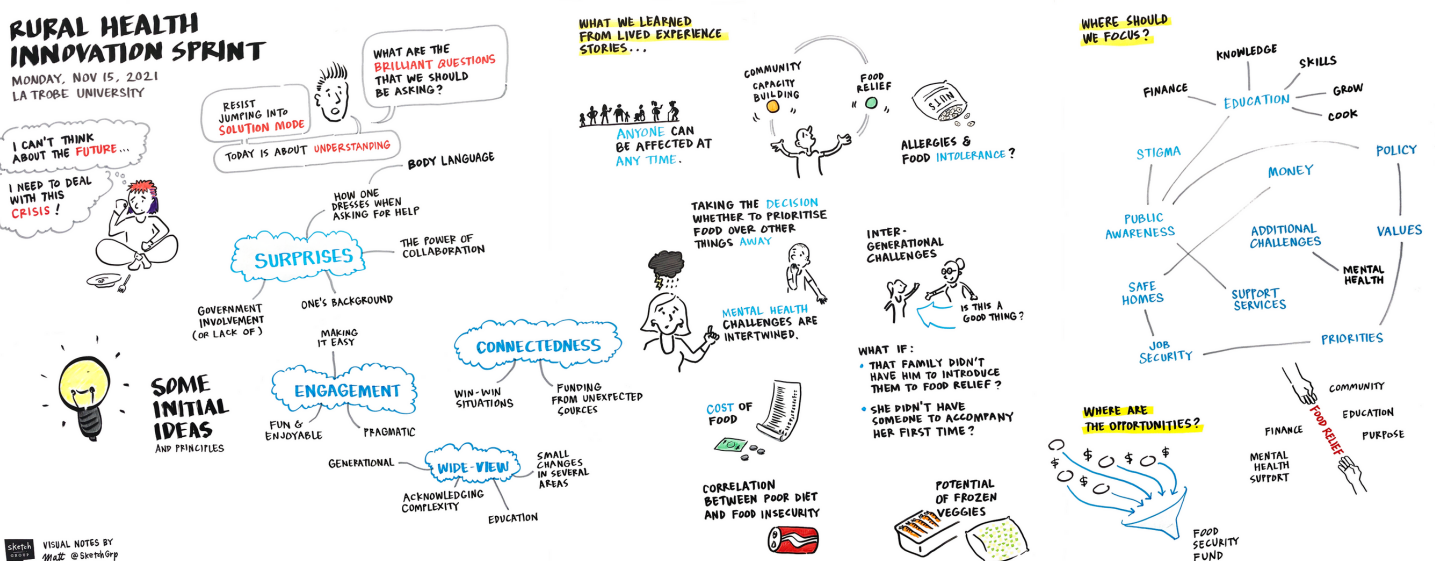 RURAL HEALTH
INNOVATION SPRINT
MONDAY, NOV 15, 2021
LA TROBE UNIVERSITY
I CAN'T THINK
ABOUT THE FUTURE...
I NEED TO DEAL
WITH THIS
CRISIS!
RESIST
JUMPING INTO
SOLUTION MODE
WHAT ARE THE
BRILLIANT QUESTIONS
THAT WE SHOULD
BE ASKING?
TODAY IS ABOUT UNDERSTANDING
BODY LANGUAGE
HOW ONE
DRESSES WHEN
ASKING FOR HELP
THE POWER OF
COLLABORATION
SURPRISES
GOVERNMENT
INVOLVEMENT
(OR LACK OF)
ONE'S BACKGROUND
SOME
INITIAL
IDEAS
AND PRINCIPLES
MAKING
IT EASY
ENGAGEMENT
FUN &
ENJOYABLE
PRAGMATIC
CONNECTEDNESS
WIN-WIN
SITUATIONS
FUNDING
FROM UNEXPECTED
SOURCES
GENERATIONAL
WIDE-VIEW
SMALL
CHANGES
IN SEVERAL
AREAS
ACKNOWLEDGING
COMPLEXITY
EDUCATION
SKETCH
GROUP
VISUAL NOTES BY
Matt @SketchGrp
WHAT WE LEARNED
FROM LIVED EXPERIENCE
STORIES...
ANYONE CAN
BE AFFECTED AT
ANY TIME.
COMMUNITY
CAPACITY
BUILDING
FOOD
RELIEF
NUTS
ALLERGIES &
FOOD INTOLERANCE?
TAKING THE DECISION
WHETHER TO PRIORITISE
FOOD OVER OTHER
THINGS AWAY
MENTAL HEALTH
CHALLENGES ARE
INTERTWINED.
INTER-
GENERATIONAL
CHALLENGES
IS THIS A
GOOD THING?
WHAT IF:
• THAT FAMILY DIDN'T
HAVE HIM TO INTRODUCE
THEM TO FOOD RELIEF?
• SHE DIDN'T HAVE
SOMEONE TO ACCOMPANY
HER FIRST TIME?
COST OF
FOOD
CORRELATION
BETWEEN POOR DIET
AND FOOD INSECURITY
POTENTIAL
OF FROZEN
VEGGIES
WHERE SHOULD
WE FOCUS?
KNOWLEDGE
SKILLS
FINANCE
GROW
EDUCATION
COOK
STIGMA
POLICY
MONEY
PUBLIC
AWARENESS
ADDITIONAL
CHALLENGES
VALUES
MENTAL
HEALTH
SAFE
HOMES
SUPPORT
SERVICES
JOB
SECURITY
PRIORITIES
WHERE ARE
THE OPPORTUNITIES?
$ $ $ $
FOOD
SECURITY
FUND
COMMUNITY
EDUCATION
FINANCE
FOOD RELIEF
PURPOSE
MENTAL
HEALTH
SUPPORT